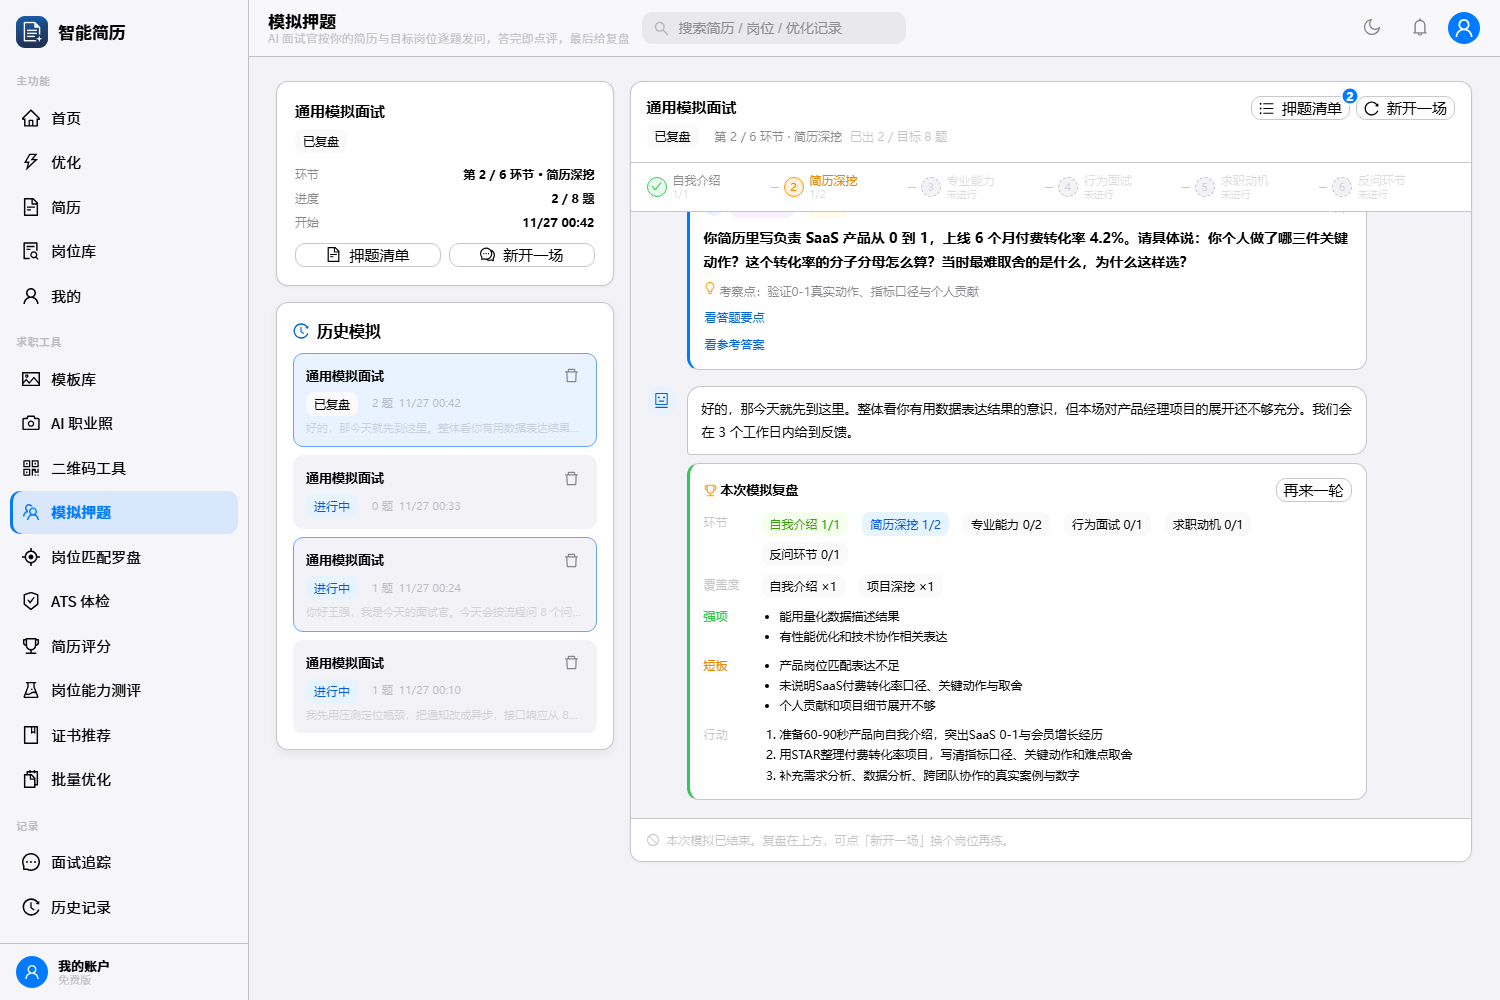 智能简历
主功能
首页
优化
简历
岗位库
我的
求职工具
模板库
AI 职业照
二维码工具
模拟押题
岗位匹配罗盘
ATS 体检
简历评分
岗位能力测评
证书推荐
批量优化
记录
面试追踪
历史记录
我的账户
免费版
模拟押题
AI 面试官按你的简历与目标岗位逐题发问，答完即点评，最后给复盘
搜索简历 / 岗位 / 优化记录
通用模拟面试
已复盘
环节 第 2 / 6 环节 · 简历深挖
进度 2 / 8 题
开始 11/27 00:42
押题清单 新开一场
历史模拟
通用模拟面试
已复盘 2 题 11/27 00:42
好的，那今天就先到这里。整体看你有用数据表达结果...
通用模拟面试
进行中 0 题 11/27 00:33
通用模拟面试
进行中 1 题 11/27 00:24
你好王强，我是今天的面试官。今天会按流程问 8 个问...
通用模拟面试
进行中 1 题 11/27 00:10
我先用压测定位瓶颈，把通知改成异步，接口响应从 8...
通用模拟面试
押题清单 2 新开一场
已复盘 第 2 / 6 环节 · 简历深挖 已出 2 / 目标 8 题
自我介绍 1/1
2 简历深挖 1/2
3 专业能力 未进行
4 行为面试 未进行
5 求职动机 未进行
6 反问环节 未进行
你简历里写负责 SaaS 产品从 0 到 1，上线 6 个月付费转化率 4.2%。请具体说：你个人做了哪三件关键
动作？这个转化率的分子分母怎么算？当时最难取舍的是什么，为什么这样选？
考察点：验证0-1真实动作、指标口径与个人贡献
看答题要点
看参考答案
好的，那今天就先到这里。整体看你有用数据表达结果的意识，但本场对产品经理项目的展开还不够充分。我们会
在 3 个工作日内给到反馈。
本次模拟复盘 再来一轮
环节 自我介绍 1/1 简历深挖 1/2 专业能力 0/2 行为面试 0/1 求职动机 0/1
反问环节 0/1
覆盖度 自我介绍 ×1 项目深挖 ×1
强项 • 能用量化数据描述结果
• 有性能优化和技术协作相关表达
短板 • 产品岗位匹配表达不足
• 未说明SaaS付费转化率口径、关键动作与取舍
• 个人贡献和项目细节展开不够
行动 1. 准备60-90秒产品向自我介绍，突出SaaS 0-1与会员增长经历
2. 用STAR整理付费转化率项目，写清指标口径、关键动作和难点取舍
3. 补充需求分析、数据分析、跨团队协作的真实案例与数字
本次模拟已结束。复盘在上方，可点「新开一场」换个岗位再练。